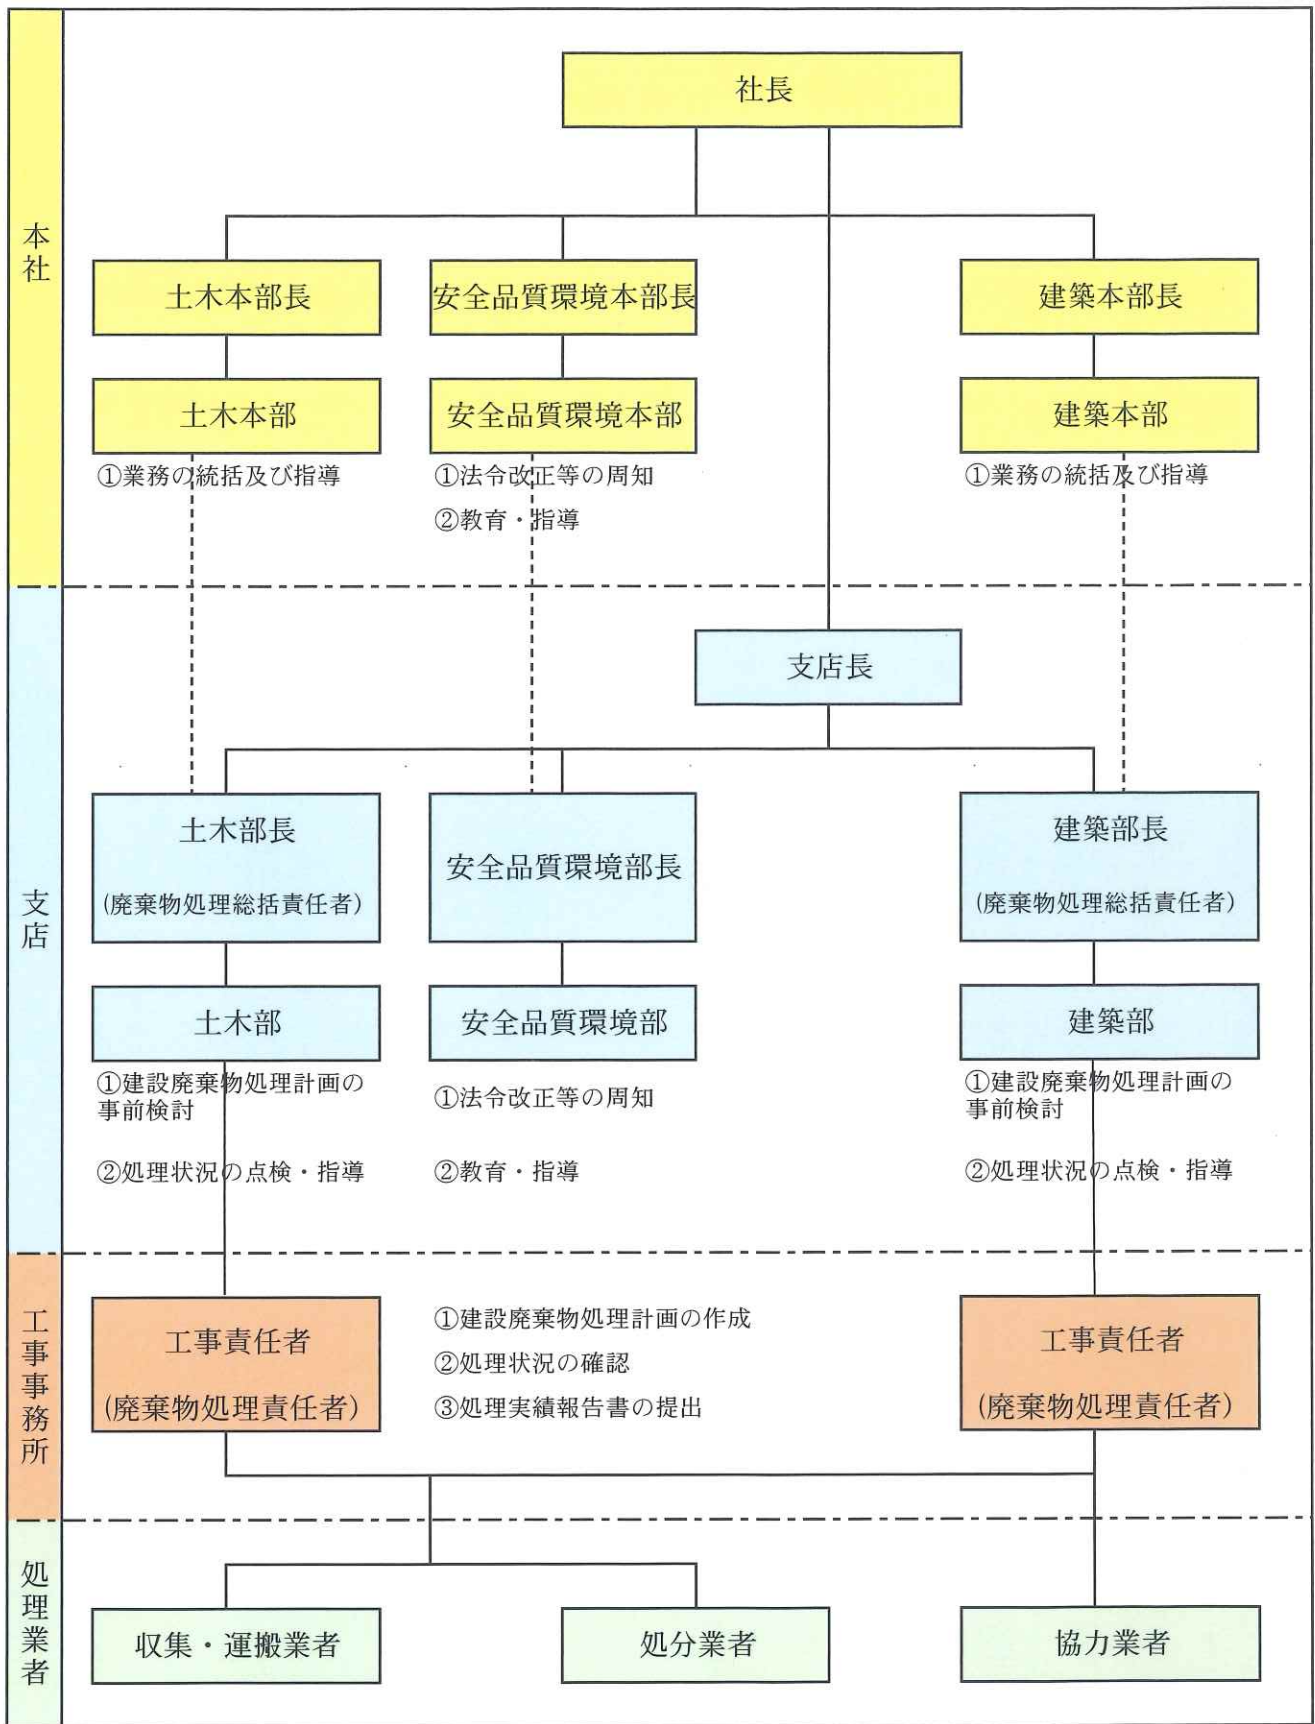 本社
社長
土木本部長
安全品質環境本部長
建築本部長
土木本部
安全品質環境本部
建築本部
①業務の統括及び指導
①法令改正等の周知
②教育・指導
①業務の統括及び指導
支店
支店長
土木部長
(廃棄物処理総括責任者)
安全品質環境部長
建築部長
(廃棄物処理総括責任者)
土木部
安全品質環境部
建築部
①建設廃棄物処理計画の
事前検討
②処理状況の点検・指導
①法令改正等の周知
②教育・指導
①建設廃棄物処理計画の
事前検討
②処理状況の点検・指導
工事事務所
工事責任者
(廃棄物処理責任者)
①建設廃棄物処理計画の作成
②処理状況の確認
③処理実績報告書の提出
工事責任者
(廃棄物処理責任者)
処理業者
収集・運搬業者
処分業者
協力業者